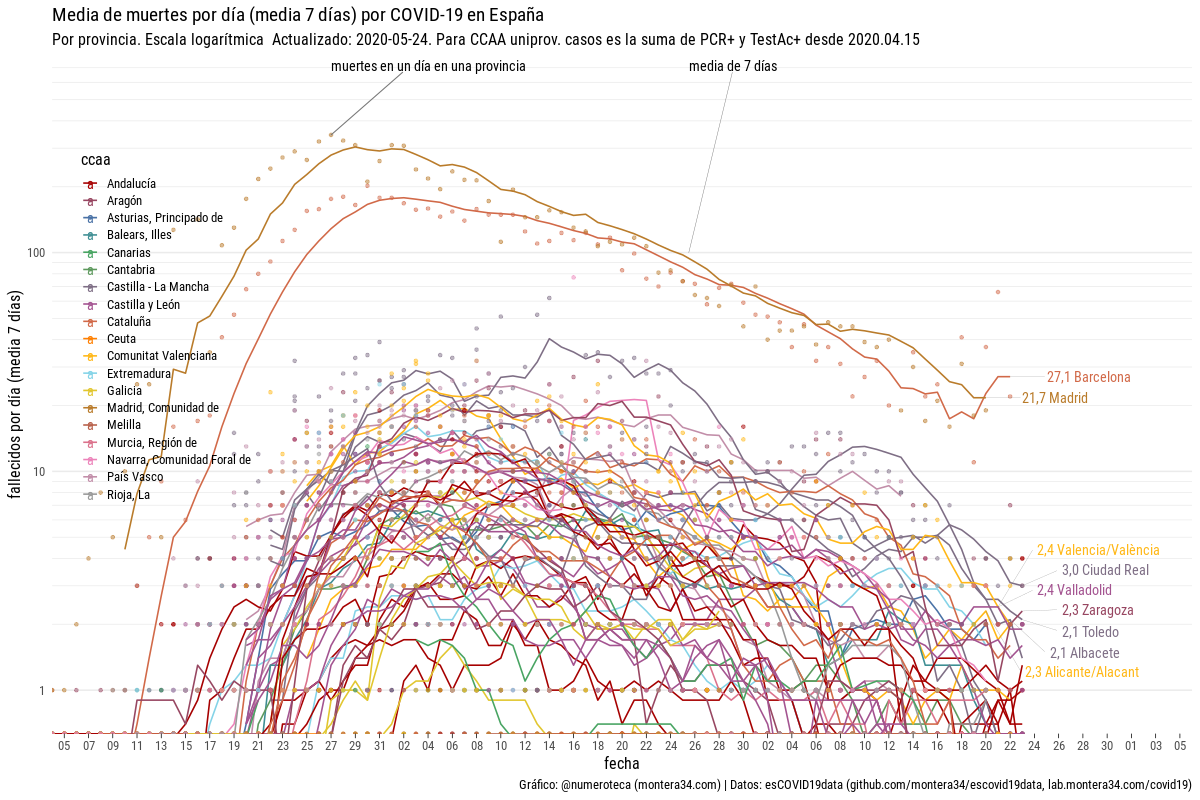 Media de muertes por día (media 7 días) por COVID-19 en España
Por provincia. Escala logarítmica  Actualizado: 2020-05-24. Para CCAA uniprov. casos es la suma de PCR+ y TestAc+ desde 2020.04.15
muertes en un día en una provincia
media de 7 días
ccaa
Andalucía
Aragón
Asturias, Principado de
Balears, Illes
Canarias
Cantabria
Castilla - La Mancha
Castilla y León
Cataluña
Ceuta
Comunitat Valenciana
Extremadura
Galicia
Madrid, Comunidad de
Melilla
Murcia, Región de
Navarra, Comunidad Foral de
País Vasco
Rioja, La
fallecidos por día (media 7 días)
100
10
1
27,1 Barcelona
21,7 Madrid
2,4 Valencia/València
3,0 Ciudad Real
2,4 Valladolid
2,3 Zaragoza
2,1 Toledo
2,1 Albacete
2,3 Alicante/Alacant
05 07 09 11 13 15 17 19 21 23 25 27 29 31 02 04 06 08 10 12 14 16 18 20 22 24 26 28 30 02 04 06 08 10 12 14 16 18 20 22 24 26 28 30 01 03 05
fecha
Gráfico: @numeroteca (montera34.com) | Datos: esCOVID19data (github.com/montera34/escovid19data, lab.montera34.com/covid19)